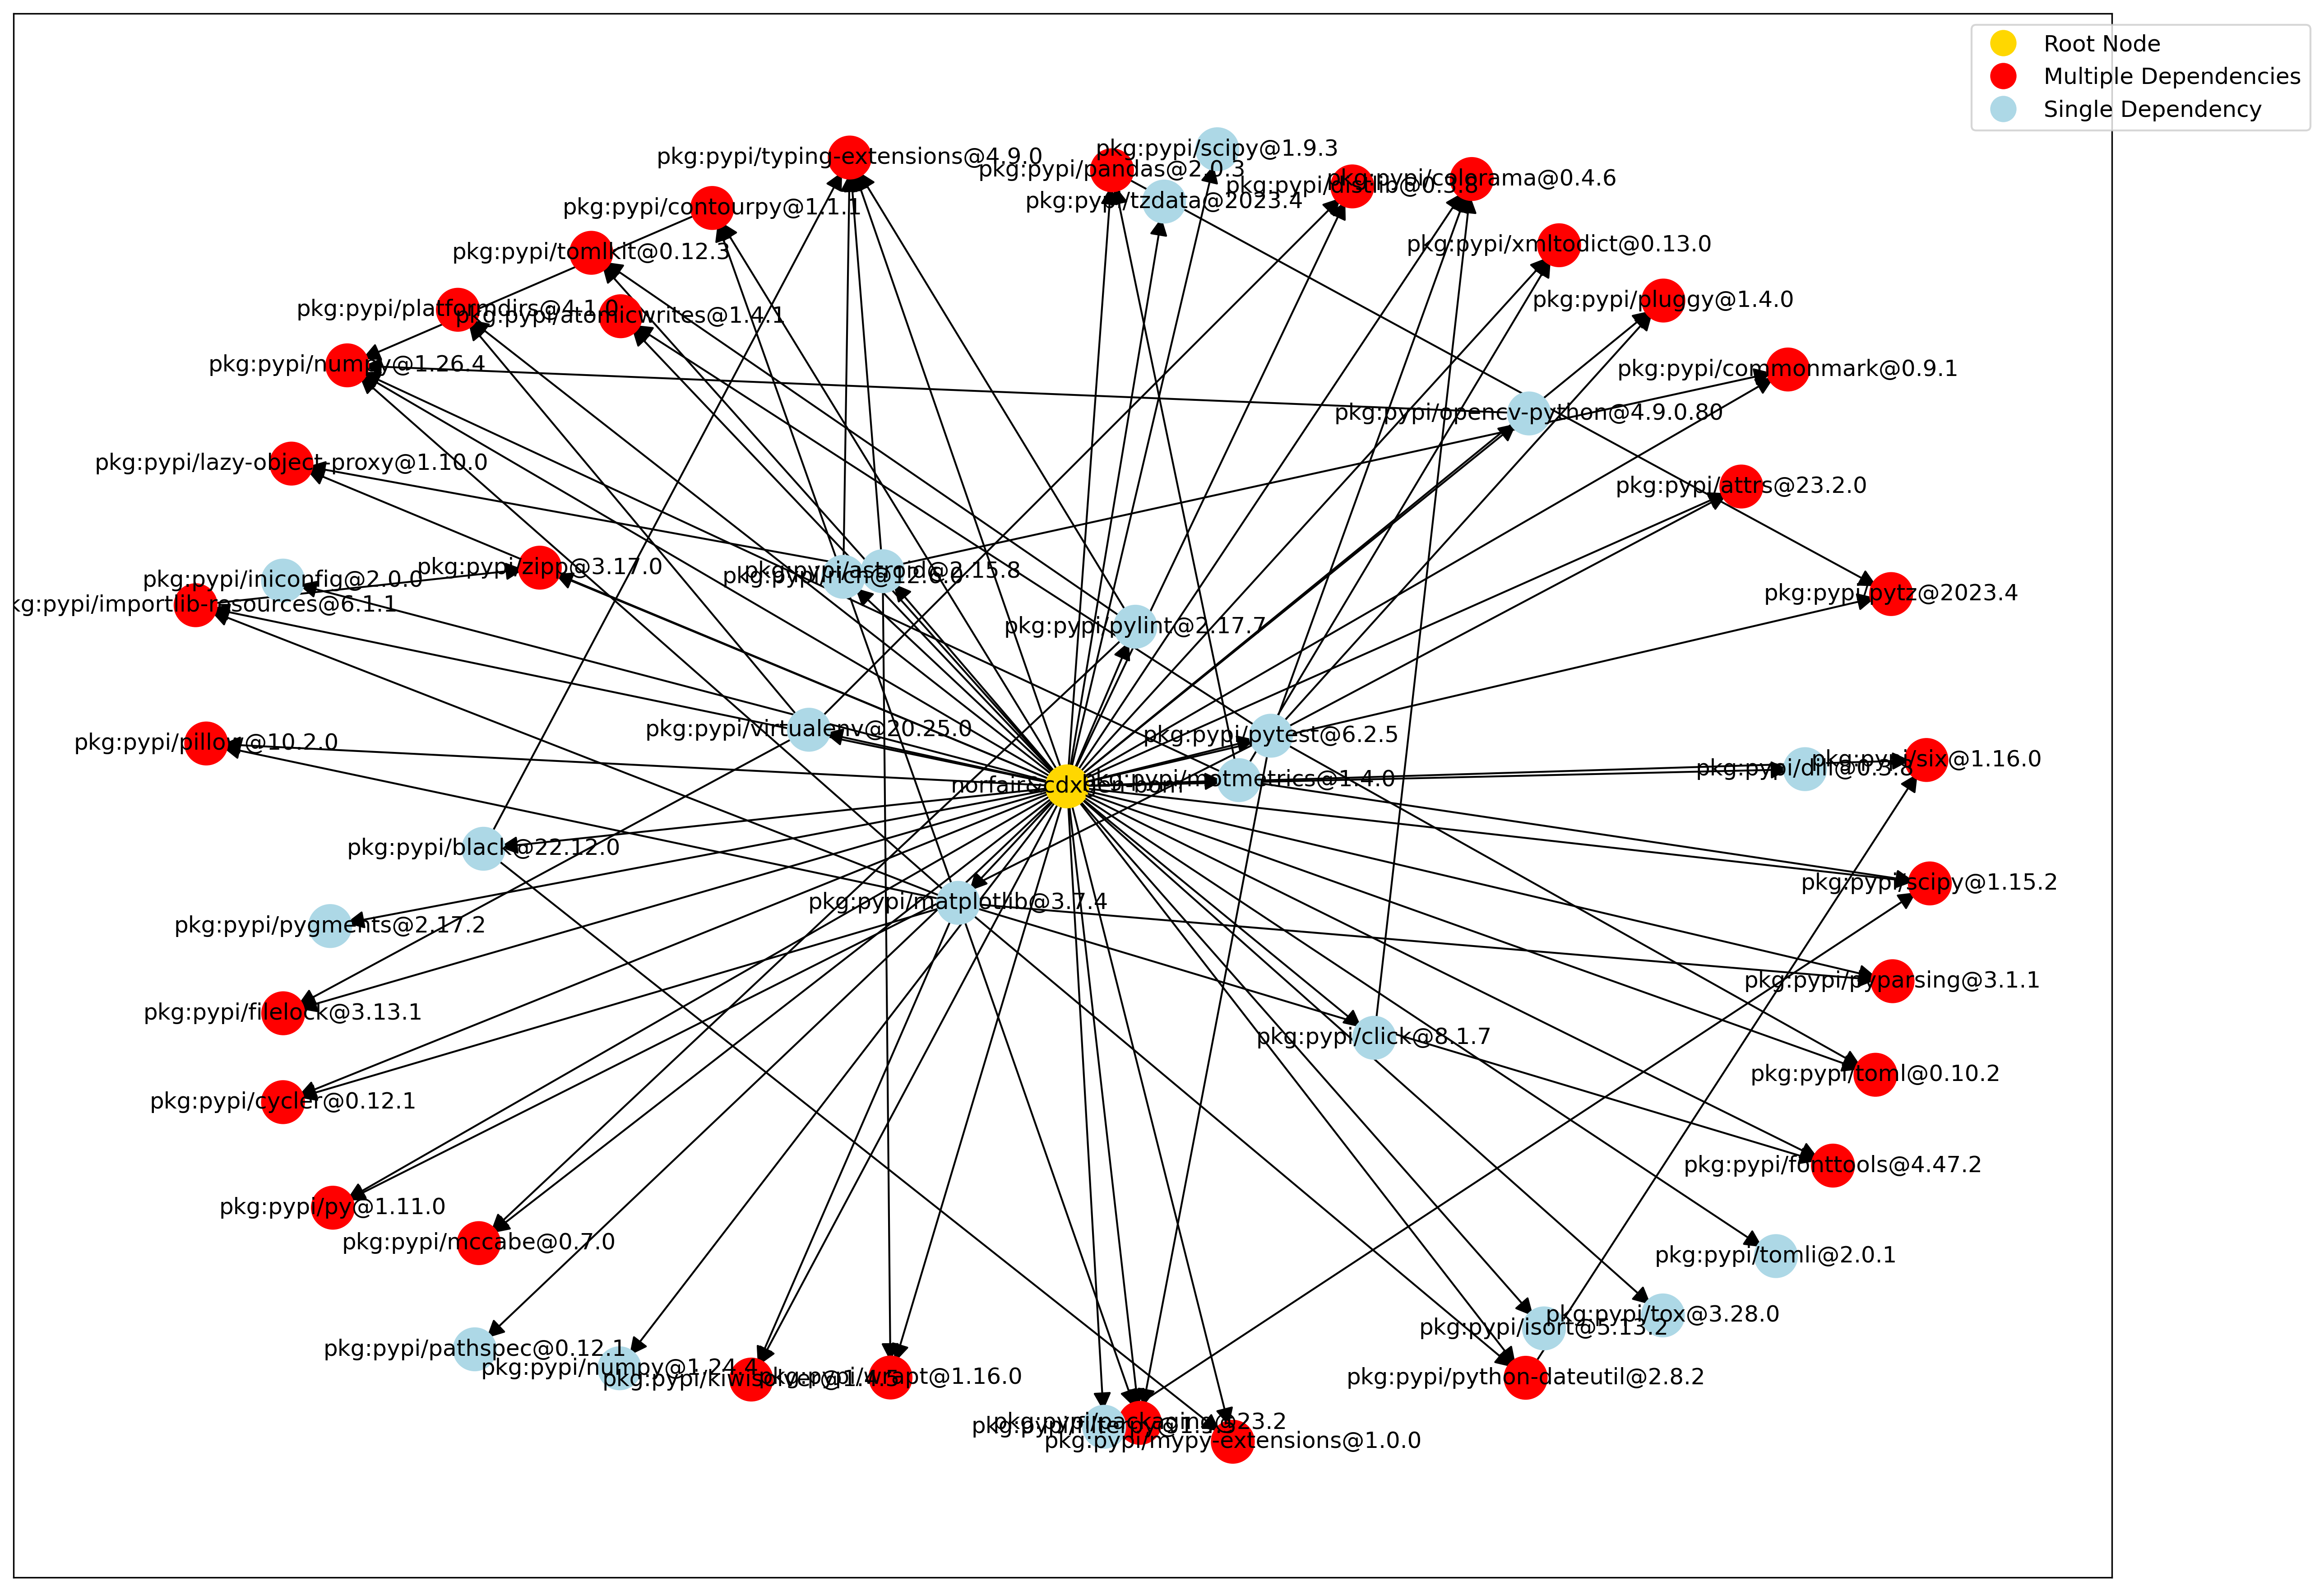 Root Node
Multiple Dependencies
Single Dependency
pkg:pypi/scipy@1.9.3
pkg:pypi/typing-extensions@4.9.0
pkg:pypi/pandas@2.0.3
pkg:pypi/colorama@0.4.6
pkg:pypi/distlib@0.3.8
pkg:pypi/tzdata@2023.4
pkg:pypi/contourpy@1.1.1
pkg:pypi/xmltodict@0.13.0
pkg:pypi/tomlkit@0.12.3
pkg:pypi/pluggy@1.4.0
pkg:pypi/platformdirs@4.1.0
pkg:pypi/atomicwrites@1.4.1
pkg:pypi/numpy@1.26.4
pkg:pypi/commonmark@0.9.1
pkg:pypi/opencv-python@4.9.0.80
pkg:pypi/lazy-object-proxy@1.10.0
pkg:pypi/attrs@23.2.0
pkg:pypi/zipp@3.17.0
pkg:pypi/astroid@2.15.8
pkg:pypi/iniconfig@2.0.0
pkg:pypi/pytz@2023.4
kg:pypi/importlib-resources@6.1.1
pkg:pypi/pylint@2.17.7
pkg:pypi/virtualenv@20.25.0
pkg:pypi/pytest@6.2.5
pkg:pypi/pillow@10.2.0
pkg:pypi/six@1.16.0
pkg:pypi/dill@0.3.8
pkg:pypi/motmetrics@1.4.0
pkg:pypi/black@22.12.0
pkg:pypi/scipy@1.15.2
pkg:pypi/matplotlib@3.7.4
pkg:pypi/pygments@2.17.2
pkg:pypi/pyparsing@3.1.1
pkg:pypi/filelock@3.13.1
pkg:pypi/click@8.1.7
pkg:pypi/toml@0.10.2
pkg:pypi/cycler@0.12.1
pkg:pypi/fonttools@4.47.2
pkg:pypi/py@1.11.0
pkg:pypi/mccabe@0.7.0
pkg:pypi/tomli@2.0.1
pkg:pypi/tox@3.28.0
pkg:pypi/isort@5.13.2
pkg:pypi/pathspec@0.12.1
pkg:pypi/numpy@1.24.4
pkg:pypi/kiwisolver@1.4.5
pkg:pypi/wrapt@1.16.0
pkg:pypi/python-dateutil@2.8.2
pkg:pypi/packaging@23.2
pkg:pypi/mypy-extensions@1.0.0